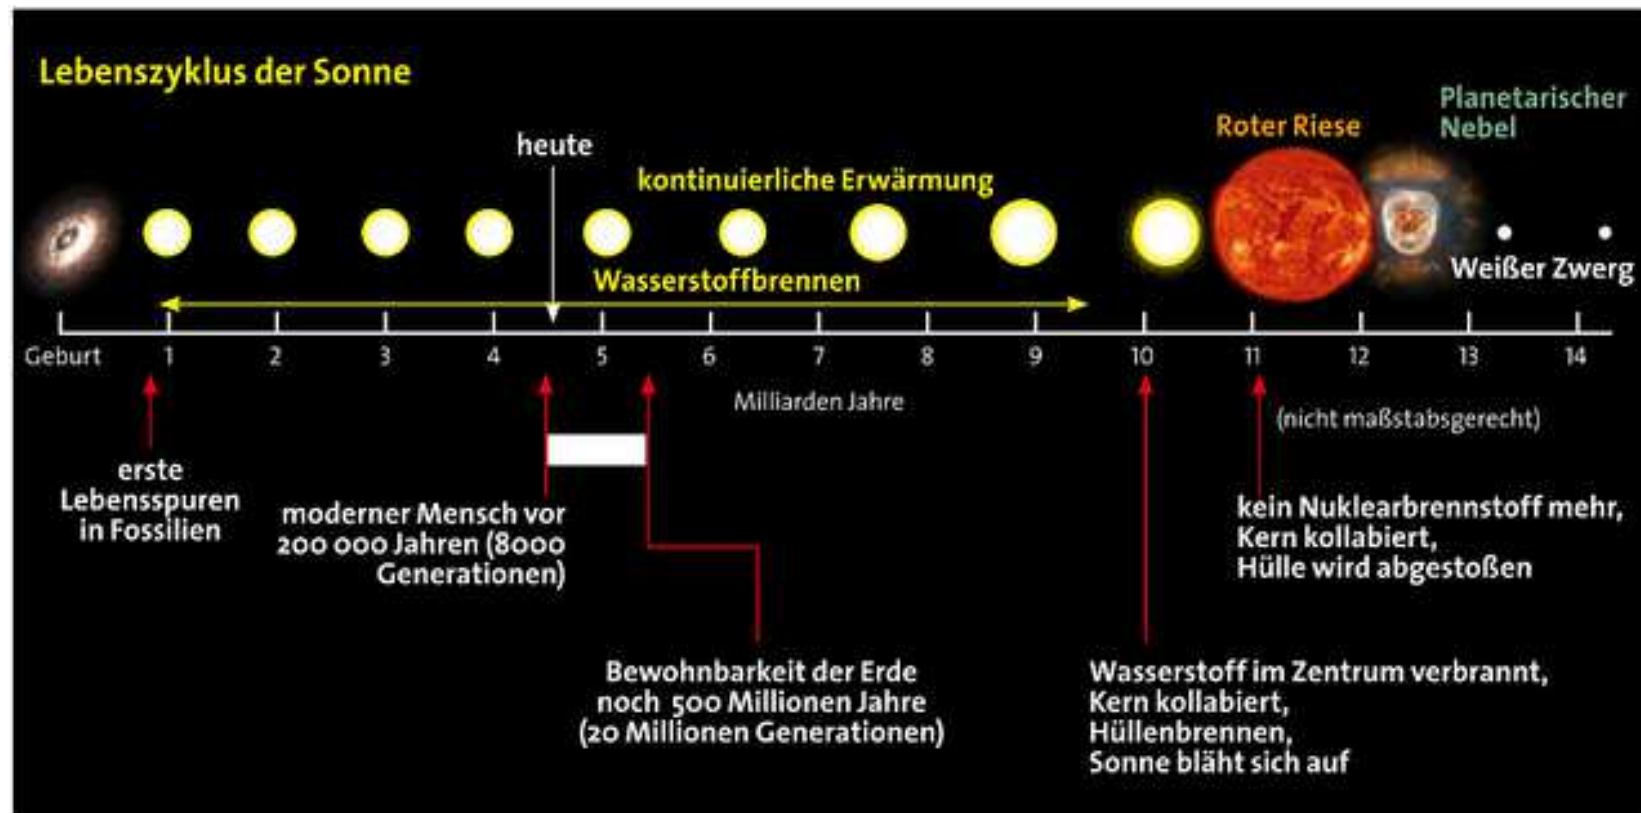 Lebenszyklus der Sonne
Planetarischer
Nebel
Roter Riese
heute
kontinuierliche Erwärmung
Wasserstoffbrennen
Weißer Zwerg
Geburt 1 2 3 4 5 6 7 8 9 10 11 12 13 14
Milliarden Jahre
(nicht maßstabsgerecht)
erste
Lebensspuren
in Fossilien
moderner Mensch vor
200 000 Jahren (8000
Generationen)
kein Nuklearbrennstoff mehr,
Kern kollabiert,
Hülle wird abgestoßen
Bewohnbarkeit der Erde
noch 500 Millionen Jahre
(20 Millionen Generationen)
Wasserstoff im Zentrum verbrannt,
Kern kollabiert,
Hüllenbrennen,
Sonne bläht sich auf